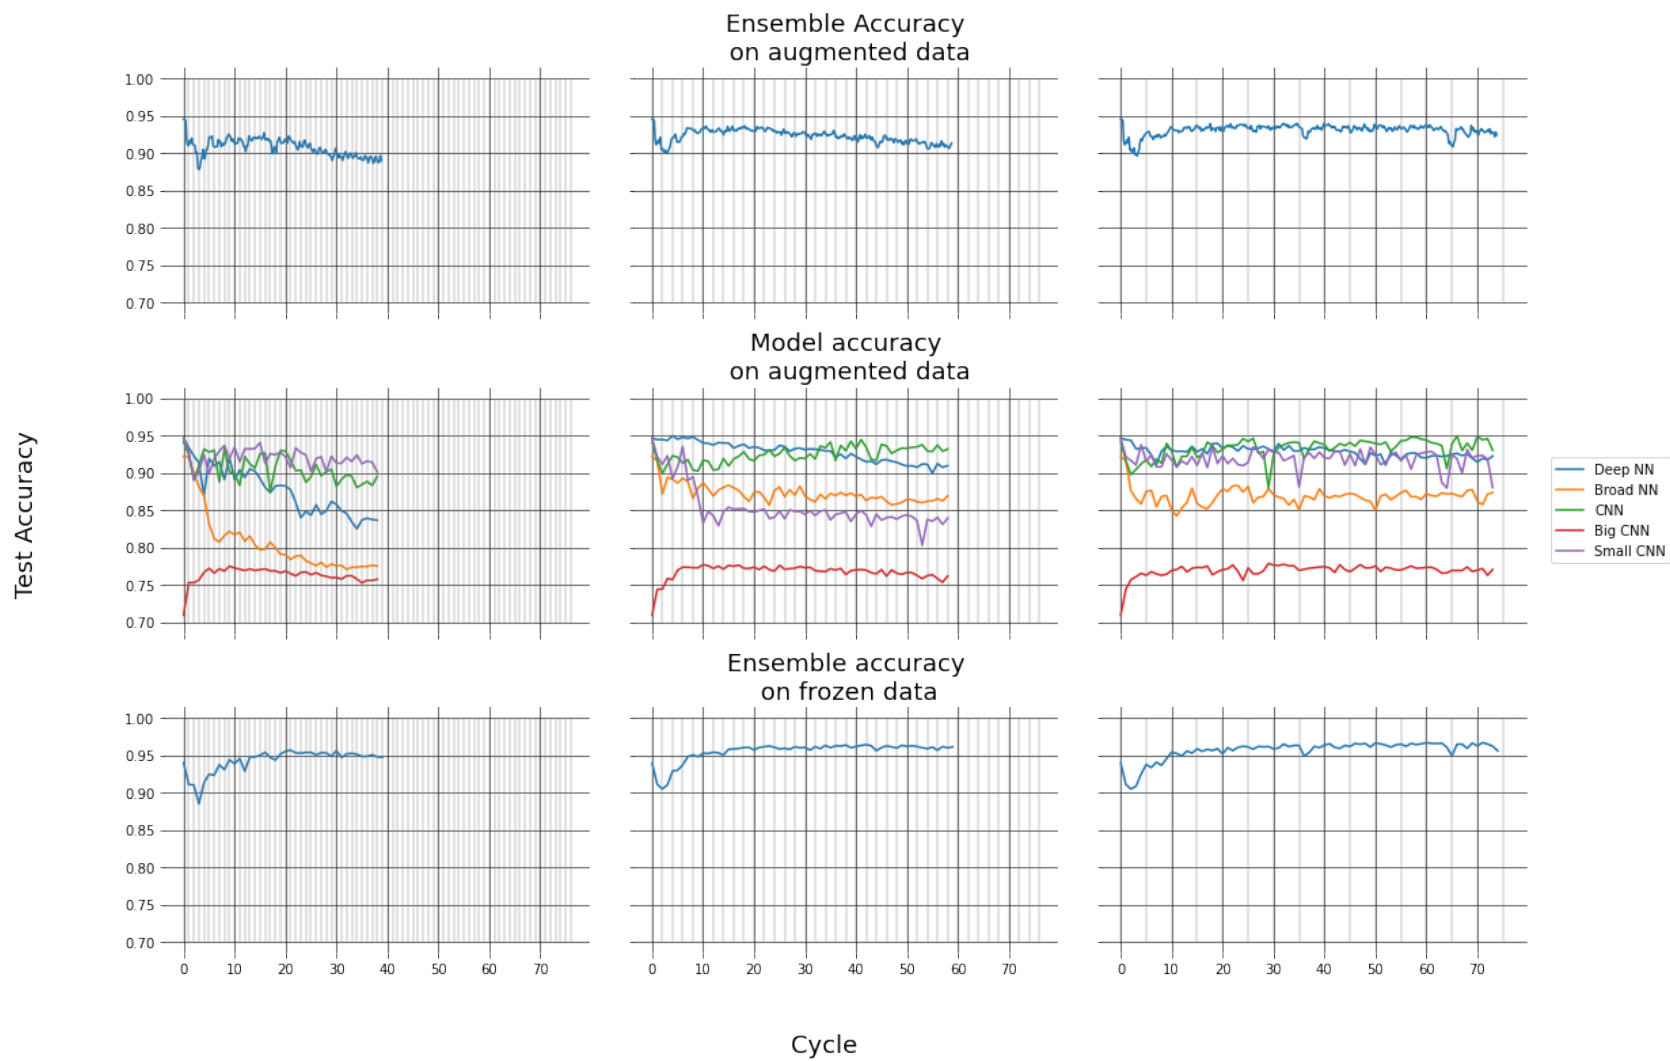 Ensemble Accuracy
on augmented data
1.00
0.95
0.90
0.85
0.80
0.75
0.70
Model accuracy
on augmented data
1.00
0.95
0.90
0.85
0.80
0.75
0.70
Deep NN
Broad NN
CNN
Big CNN
Small CNN
Test Accuracy
Ensemble accuracy
on frozen data
1.00
0.95
0.90
0.85
0.80
0.75
0.70
0 10 20 30 40 50 60 70
0 10 20 30 40 50 60 70
0 10 20 30 40 50 60 70
Cycle